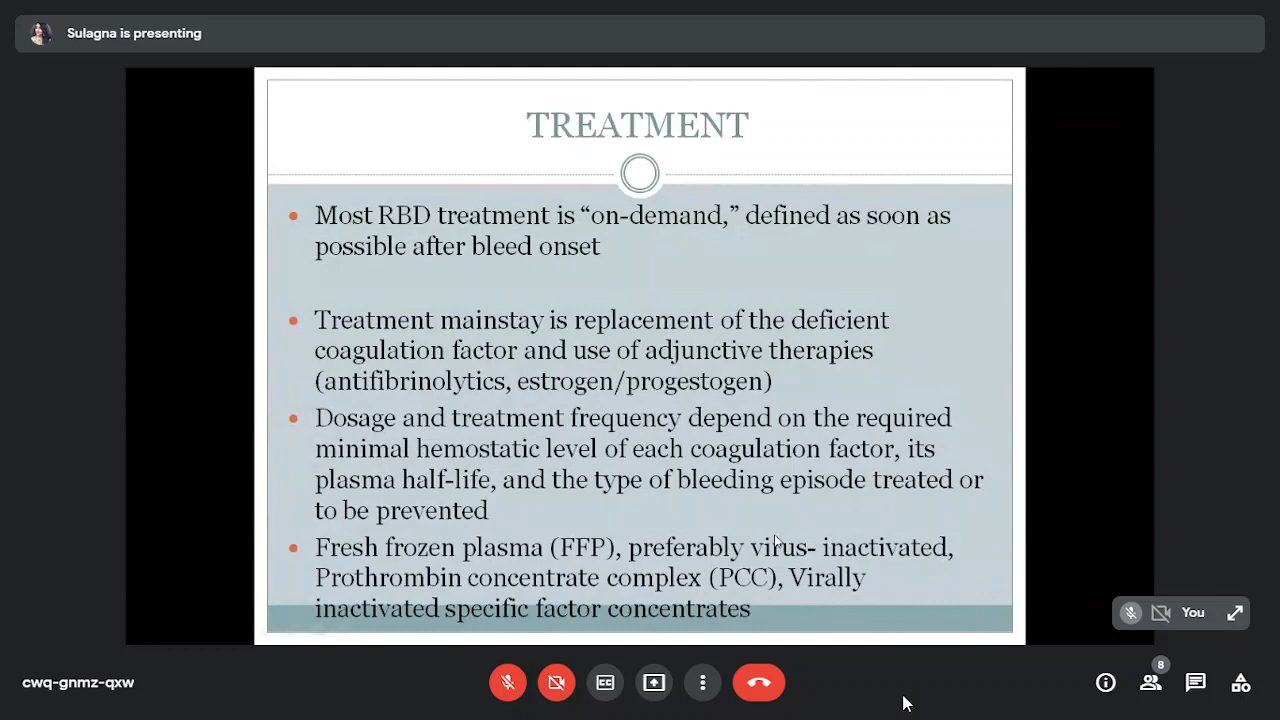 Sulagna is presenting
TREATMENT
Most RBD treatment is “on-demand,” defined as soon as
possible after bleed onset
Treatment mainstay is replacement of the deficient
coagulation factor and use of adjunctive therapies
(antifibrinolytics, estrogen/progestogen)
Dosage and treatment frequency depend on the required
minimal hemostatic level of each coagulation factor, its
plasma half-life, and the type of bleeding episode treated or
to be prevented
Fresh frozen plasma (FFP), preferably virus- inactivated,
Prothrombin concentrate complex (PCC), Virally
inactivated specific factor concentrates
You
cwq-gnmz-qxw
CC
8